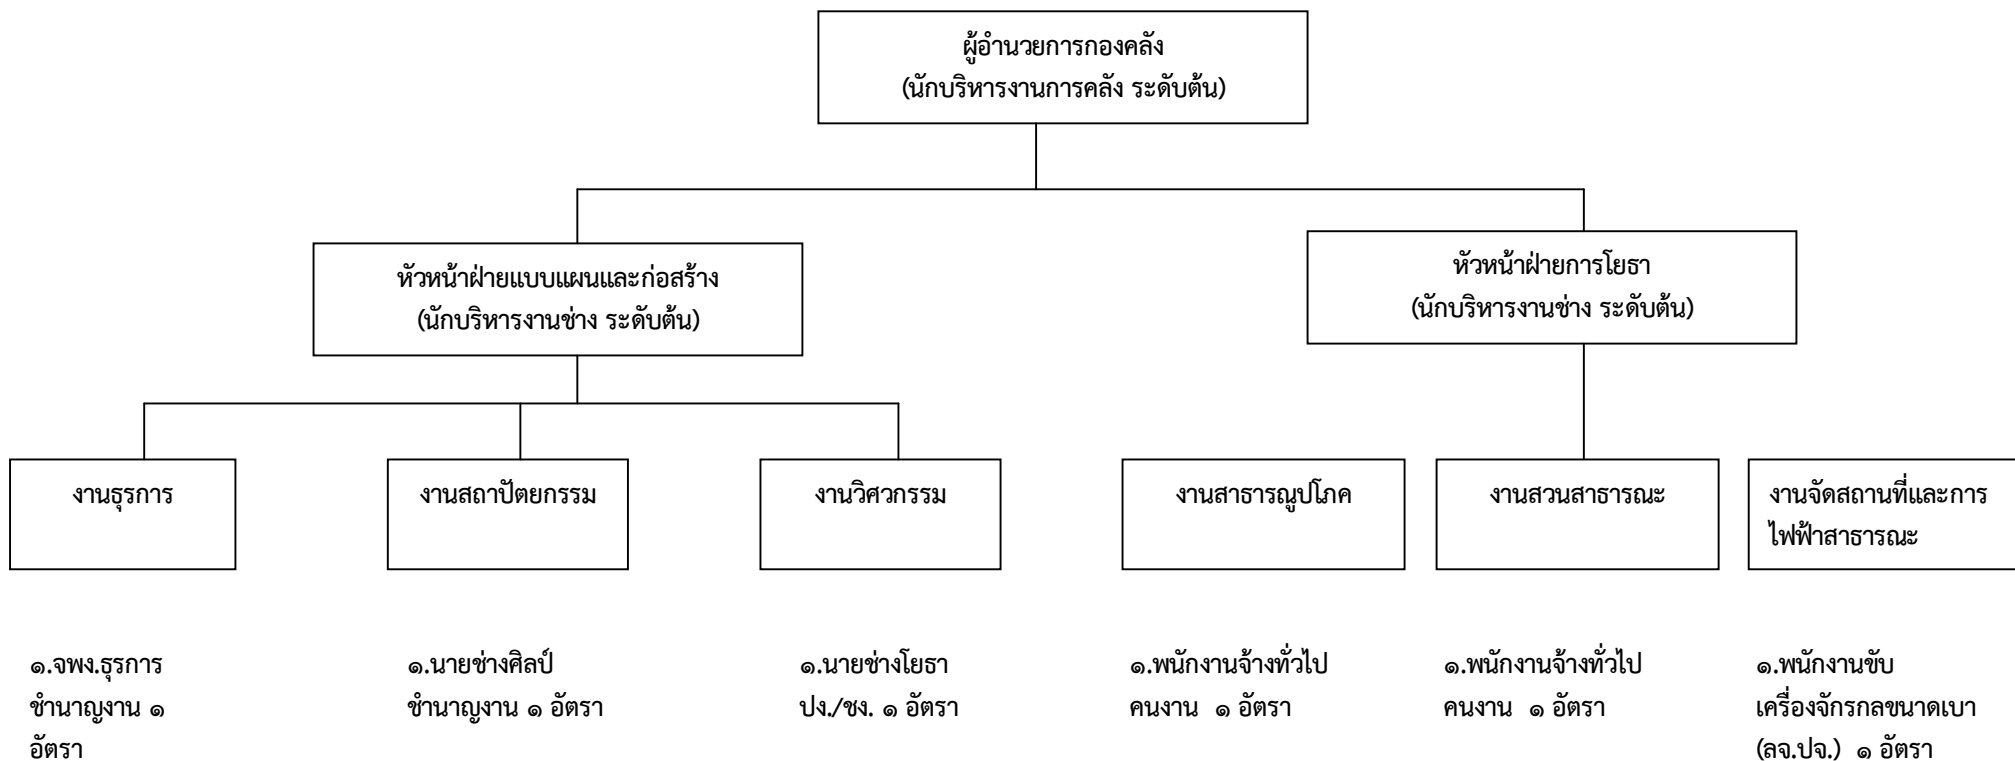 ผู้อำนวยการกองคลัง
(นักบริหารงานการคลัง ระดับต้น)
หัวหน้าฝ่ายแบบแผนและก่อสร้าง
(นักบริหารงานช่าง ระดับต้น)
หัวหน้าฝ่ายการโยธา
(นักบริหารงานช่าง ระดับต้น)
งานธุรการ
งานสถาปัตยกรรม
งานวิศวกรรม
งานสาธารณูปโภค
งานสวนสาธารณะ
งานจัดสถานที่และการ
ไฟฟ้าสาธารณะ
๑.จพง.ธุรการ
ชำนาญงาน ๑
อัตรา
๑.นายช่างศิลป์
ชำนาญงาน ๑ อัตรา
๑.นายช่างโยธา
ปง./ชง. ๑ อัตรา
๑.พนักงานจ้างทั่วไป
คนงาน ๑ อัตรา
๑.พนักงานจ้างทั่วไป
คนงาน ๑ อัตรา
๑.พนักงานขับ
เครื่องจักรกลขนาดเบา
(ลจ.ปจ.) ๑ อัตรา